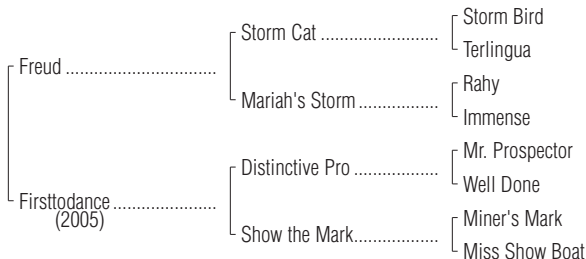 Storm Bird
Storm Cat ......................
Terlingua
Freud ............................
Rahy
Mariah's Storm ...............
Immense
Mr. Prospector
Distinctive Pro ................
Well Done
Firsttodance ...................
(2005)
Miner's Mark
Show the Mark................
Miss Show Boat